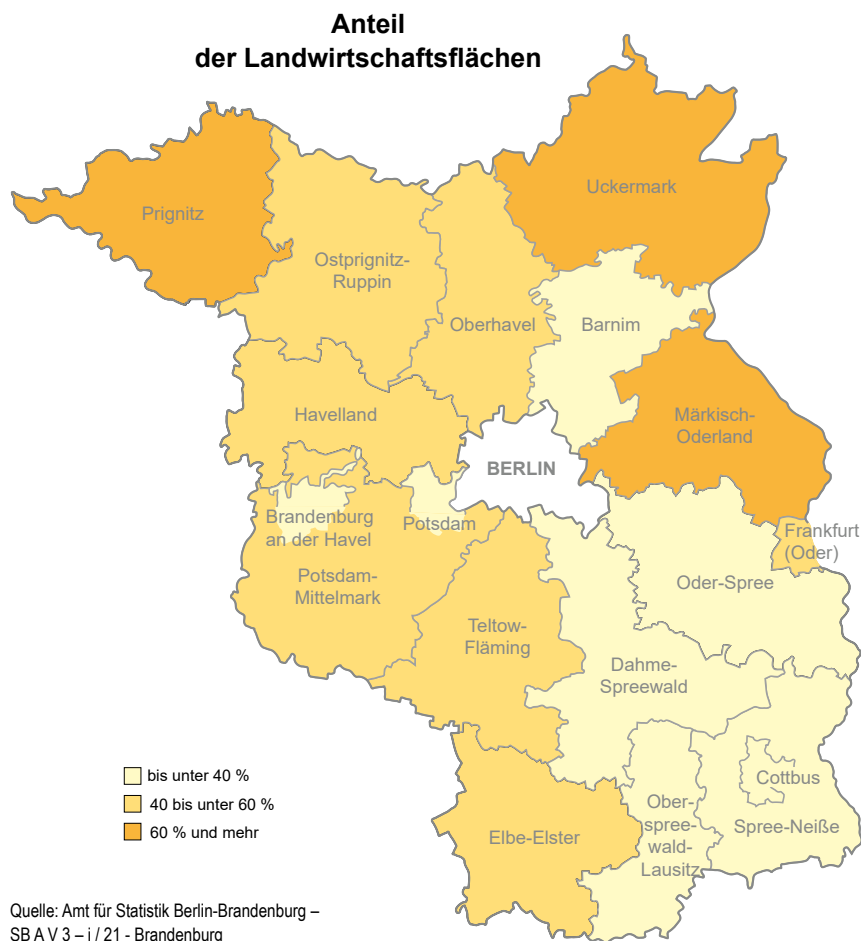 Anteil
der Landwirtschaftsflächen
Uckermark
Prignitz
Ostprignitz-
Ruppin
Oberhavel
Barnim
Havelland
Märkisch-
Oderland
BERLIN
Brandenburg
an der Havel
Potsdam
Frankfurt
(Oder)
Potsdam-
Mittelmark
Oder-Spree
Teltow-
Fläming
Dahme-
Spreewald
bis unter 40 %
40 bis unter 60 %
60 % und mehr
Cottbus
Ober-
spree-
wald-
Lausitz
Spree-Neiße
Elbe-Elster
Quelle: Amt für Statistik Berlin-Brandenburg –
SB A V 3 – j / 21 - Brandenburg